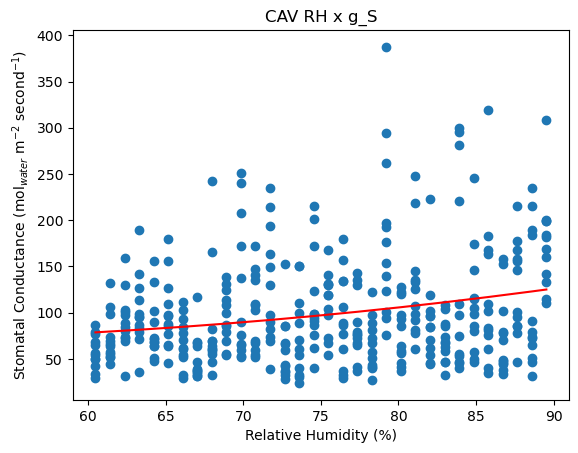 CAV RH x g_S
Stomatal Conductance (mol_water m⁻² second⁻¹)
400
350
300
250
200
150
100
50
60 65 70 75 80 85 90
Relative Humidity (%)